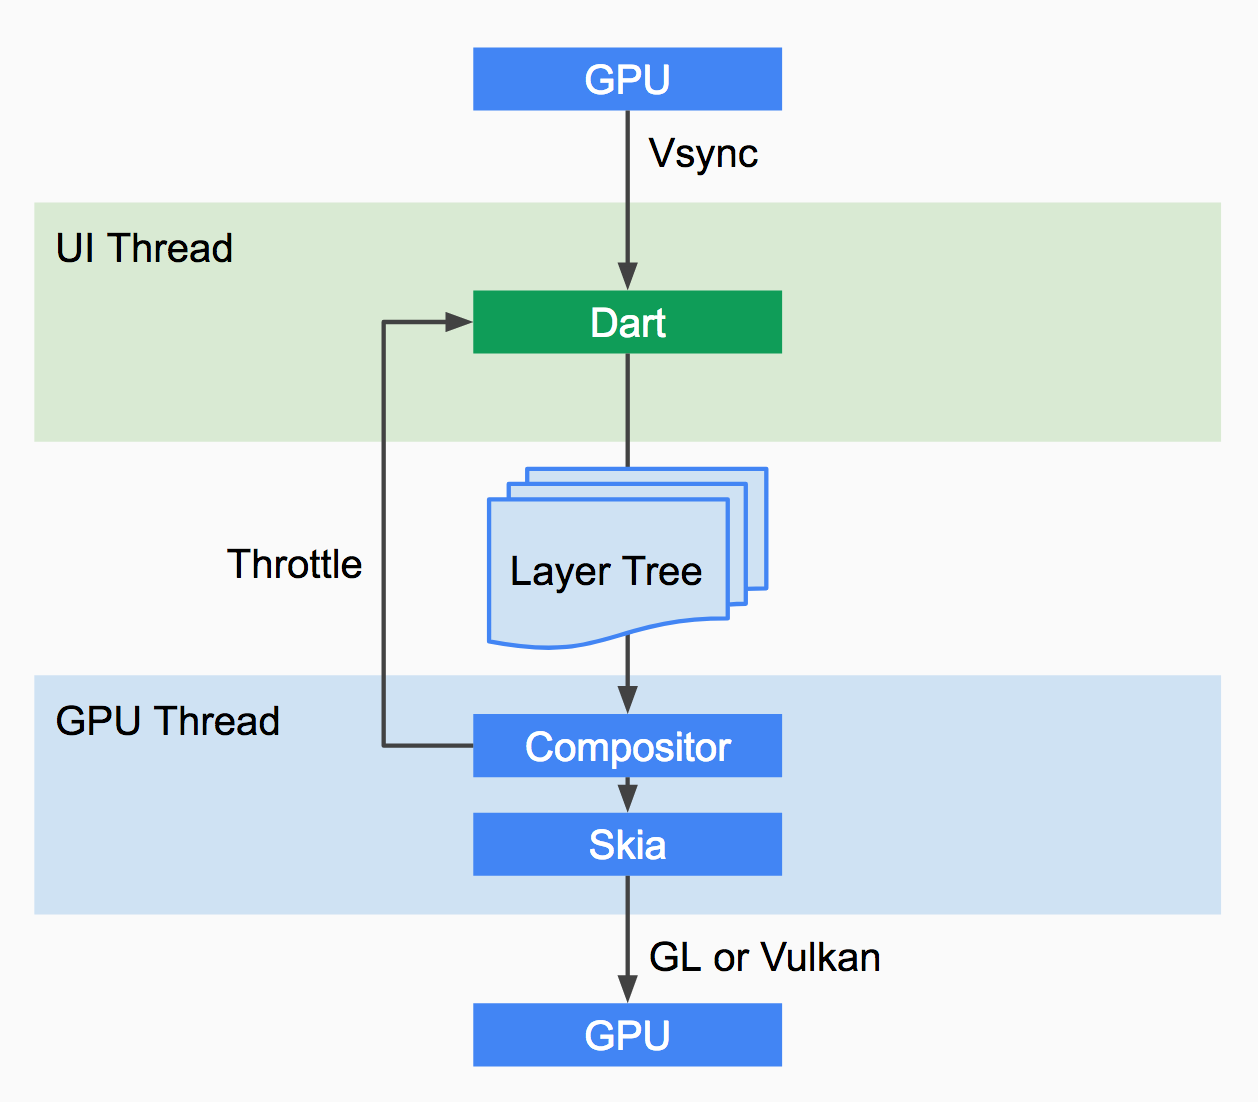 GPU
Vsync
UI Thread
Dart
Throttle
Layer Tree
GPU Thread
Compositor
Skia
GL or Vulkan
GPU